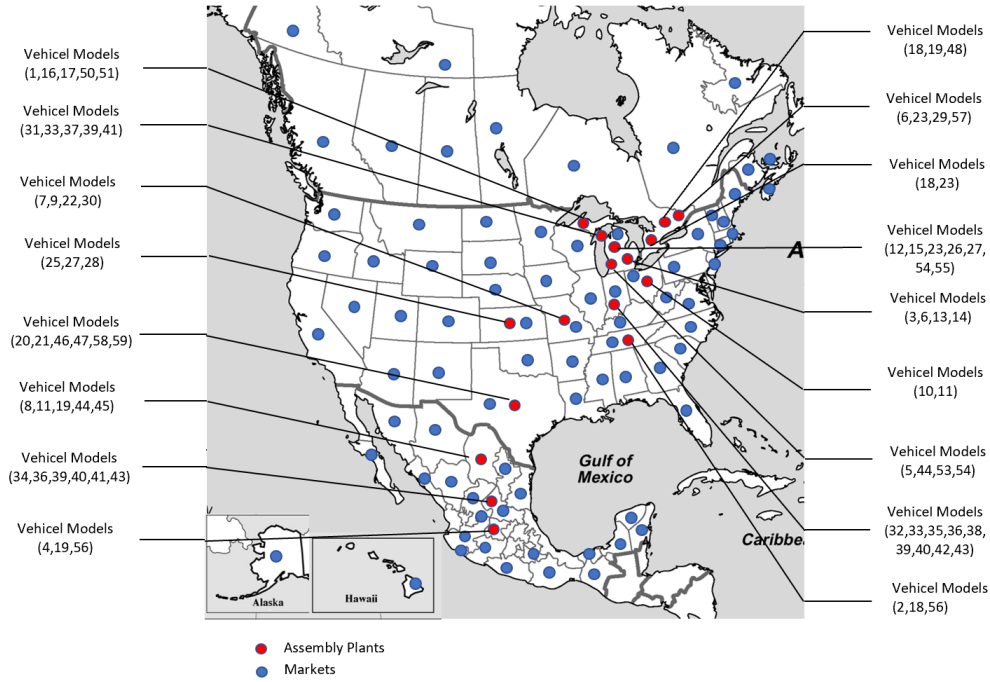 Vehicel Models
(1,16,17,50,51)
Vehicel Models
(31,33,37,39,41)
Vehicel Models
(7,9,22,30)
Vehicel Models
(25,27,28)
Vehicel Models
(20,21,46,47,58,59)
Vehicel Models
(8,11,19,44,45)
Vehicel Models
(34,36,39,40,41,43)
Vehicel Models
(4,19,56)
Vehicel Models
(18,19,48)
Vehicel Models
(6,23,29,57)
Vehicel Models
(18,23)
Vehicel Models
(12,15,23,26,27,
54,55)
Vehicel Models
(3,6,13,14)
Vehicel Models
(10,11)
Vehicel Models
(5,44,53,54)
Vehicel Models
(32,33,35,36,38,
39,40,42,43)
Vehicel Models
(2,18,56)
A
Gulf of
Mexico
Caribbe
Alaska
Hawaii
Assembly Plants
Markets